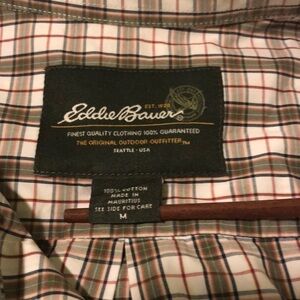 EST. 1920
Eddie Bauer
FINEST QUALITY CLOTHING 100% GUARANTEED
THE ORIGINAL OUTDOOR OUTFITTER™
SEATTLE · USA
100% COTTON
MADE IN
MAURITIUS
SEE SIDE FOR CARE
M